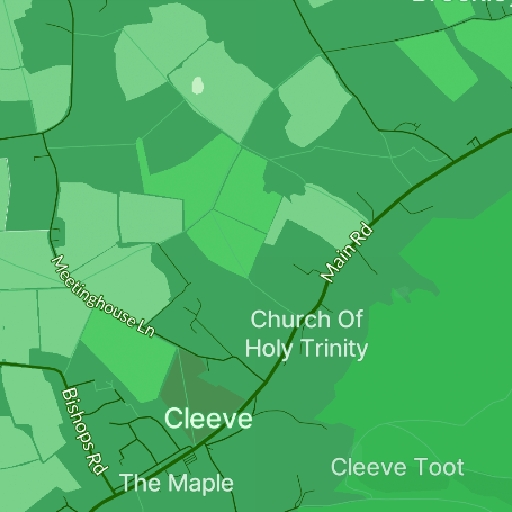 Main Rd
Meetinghouse Ln
Church Of
Holy Trinity
Bishops Rd
Cleeve
Cleeve Toot
The Maple